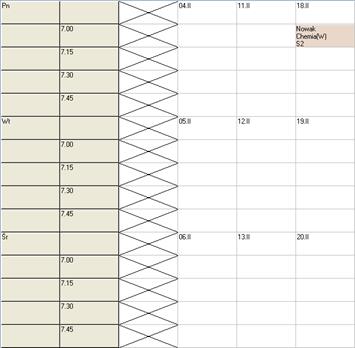 Pn 04.II 11.II 18.II
7.00 Nowak
Chemia(W)
S2
7.15
7.30
7.45
Wt 05.II 12.II 19.II
7.00
7.15
7.30
7.45
Śr 06.II 13.II 20.II
7.00
7.15
7.30
7.45